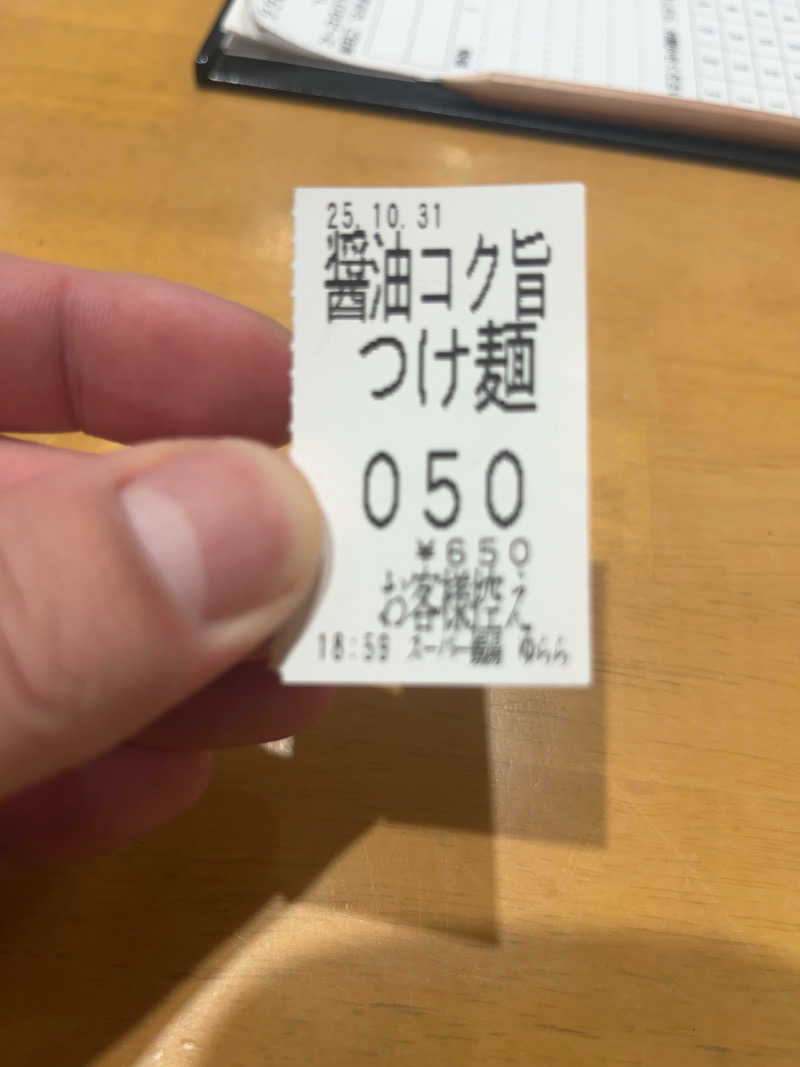 25.10.31
醤油コク旨
つけ麺
050
¥650
お客様控え
18:59 スーパー銭湯 ゆらら